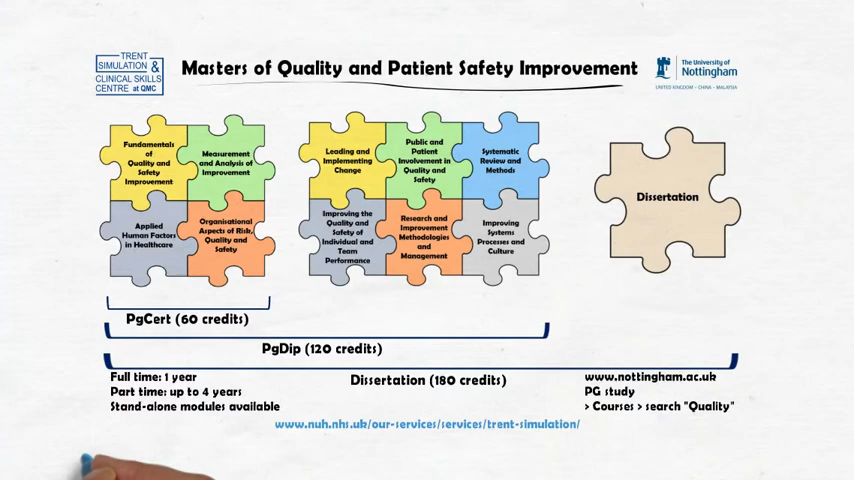 TRENT
SIMULATION &
CLINICAL SKILLS
CENTRE at QMC
Masters of Quality and Patient Safety Improvement
The University of
Nottingham
UNITED KINGDOM · CHINA · MALAYSIA
Fundamentals
of
Quality and
Safety
Improvement
Measurement
and Analysis of
Improvement
Applied
Human Factors
in Healthcare
Organisational
Aspects of Risk,
Quality and
Safety
Leading and
Implementing
Change
Public and
Patient
Involvement in
Quality and
Safety
Systematic
Review and
Methods
Improving the
Quality and
Safety of
Individual and
Team
Performance
Research and
Improvement
Methodologies
and
Management
Improving
Systems
Processes and
Culture
Dissertation
PgCert (60 credits)
PgDip (120 credits)
Dissertation (180 credits)
Full time: 1 year
Part time: up to 4 years
Stand-alone modules available
www.nottingham.ac.uk
PG study
> Courses > search "Quality"
www.nuh.nhs.uk/our-services/services/trent-simulation/